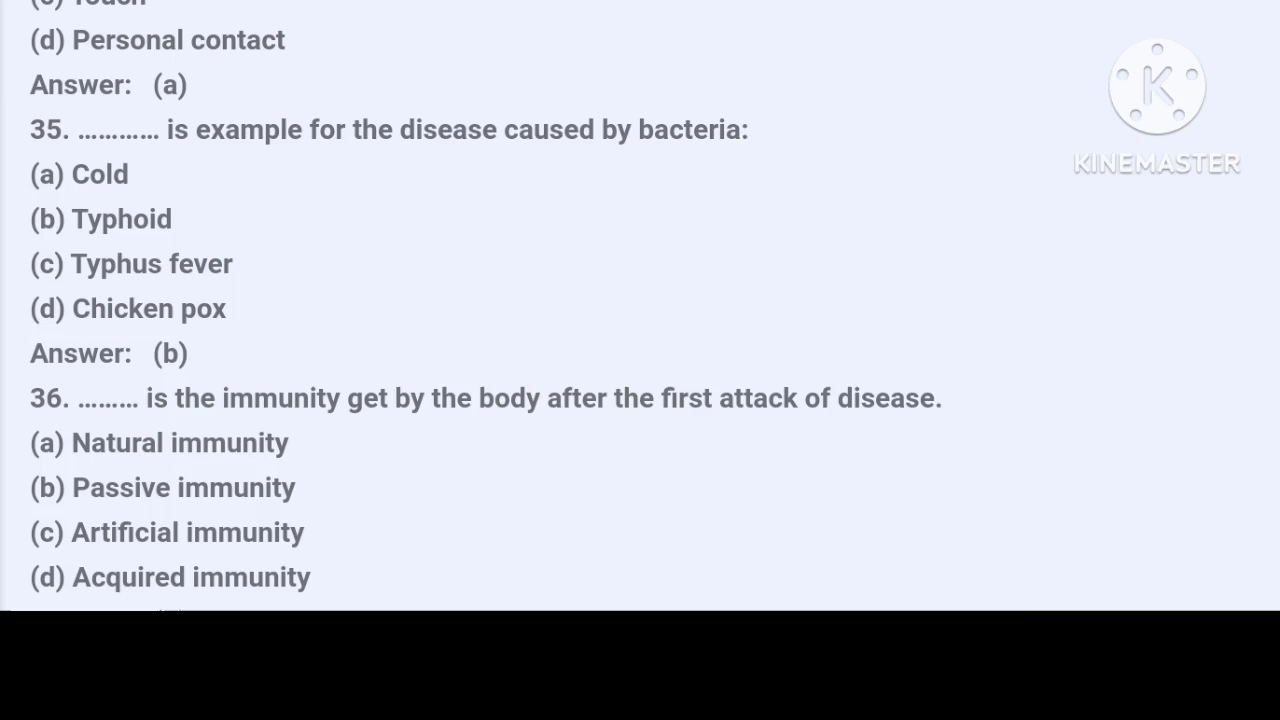 (d) Personal contact
Answer: (a)
35. ............ is example for the disease caused by bacteria:
(a) Cold
(b) Typhoid
(c) Typhus fever
(d) Chicken pox
Answer: (b)
36. ......... is the immunity get by the body after the first attack of disease.
(a) Natural immunity
(b) Passive immunity
(c) Artificial immunity
(d) Acquired immunity
K
KINEMASTER